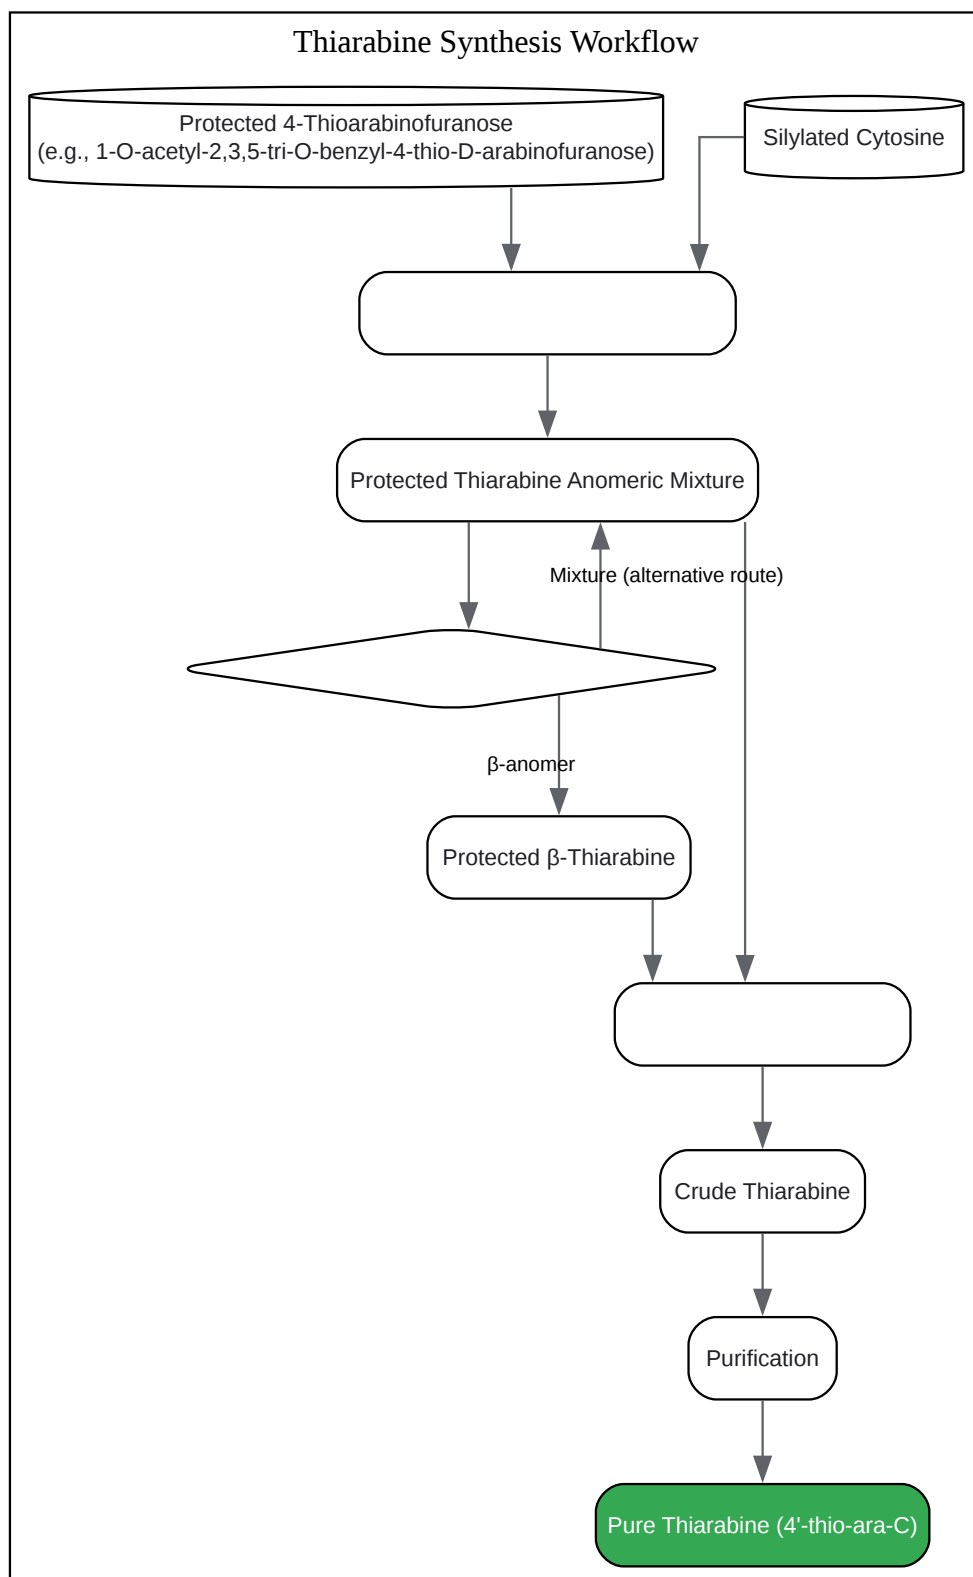 Thiarabine Synthesis Workflow
Protected 4-Thioarabinofuranose
(e.g., 1-O-acetyl-2,3,5-tri-O-benzyl-4-thio-D-arabinofuranose)
Silylated Cytosine
Protected Thiarabine Anomeric Mixture
Mixture (alternative route)
β-anomer
Protected β-Thiarabine
Crude Thiarabine
Purification
Pure Thiarabine (4'-thio-ara-C)